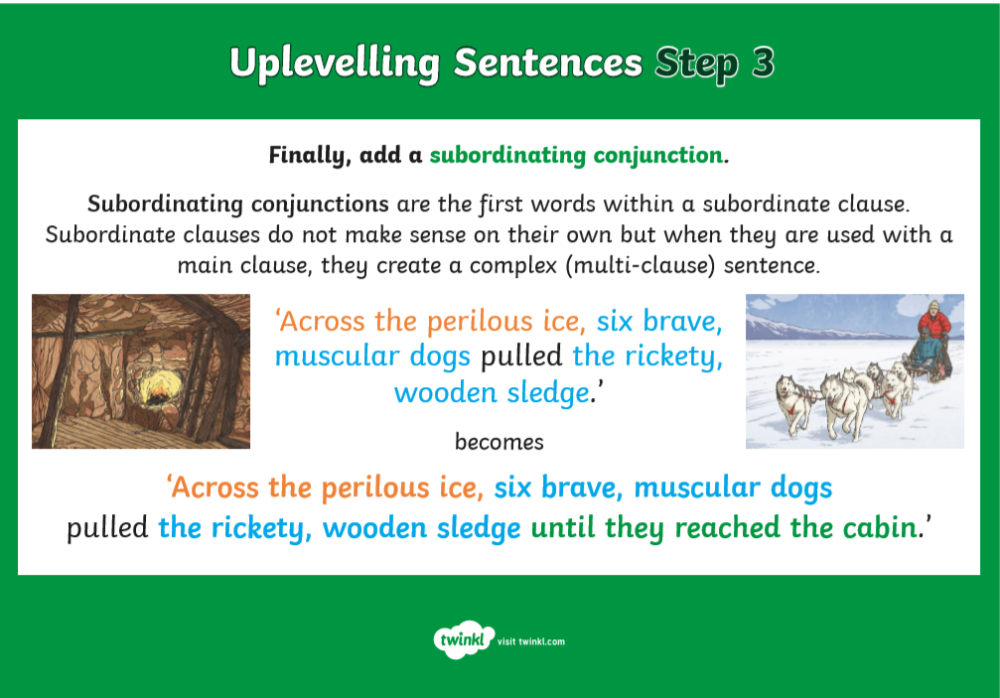 Uplevelling Sentences Step 3
Finally, add a subordinating conjunction.
Subordinating conjunctions are the first words within a subordinate clause.
Subordinate clauses do not make sense on their own but when they are used with a
main clause, they create a complex (multi-clause) sentence.
‘Across the perilous ice, six brave,
muscular dogs pulled the rickety,
wooden sledge.’
becomes
‘Across the perilous ice, six brave, muscular dogs
pulled the rickety, wooden sledge until they reached the cabin.’
twinkl visit twinkl.com